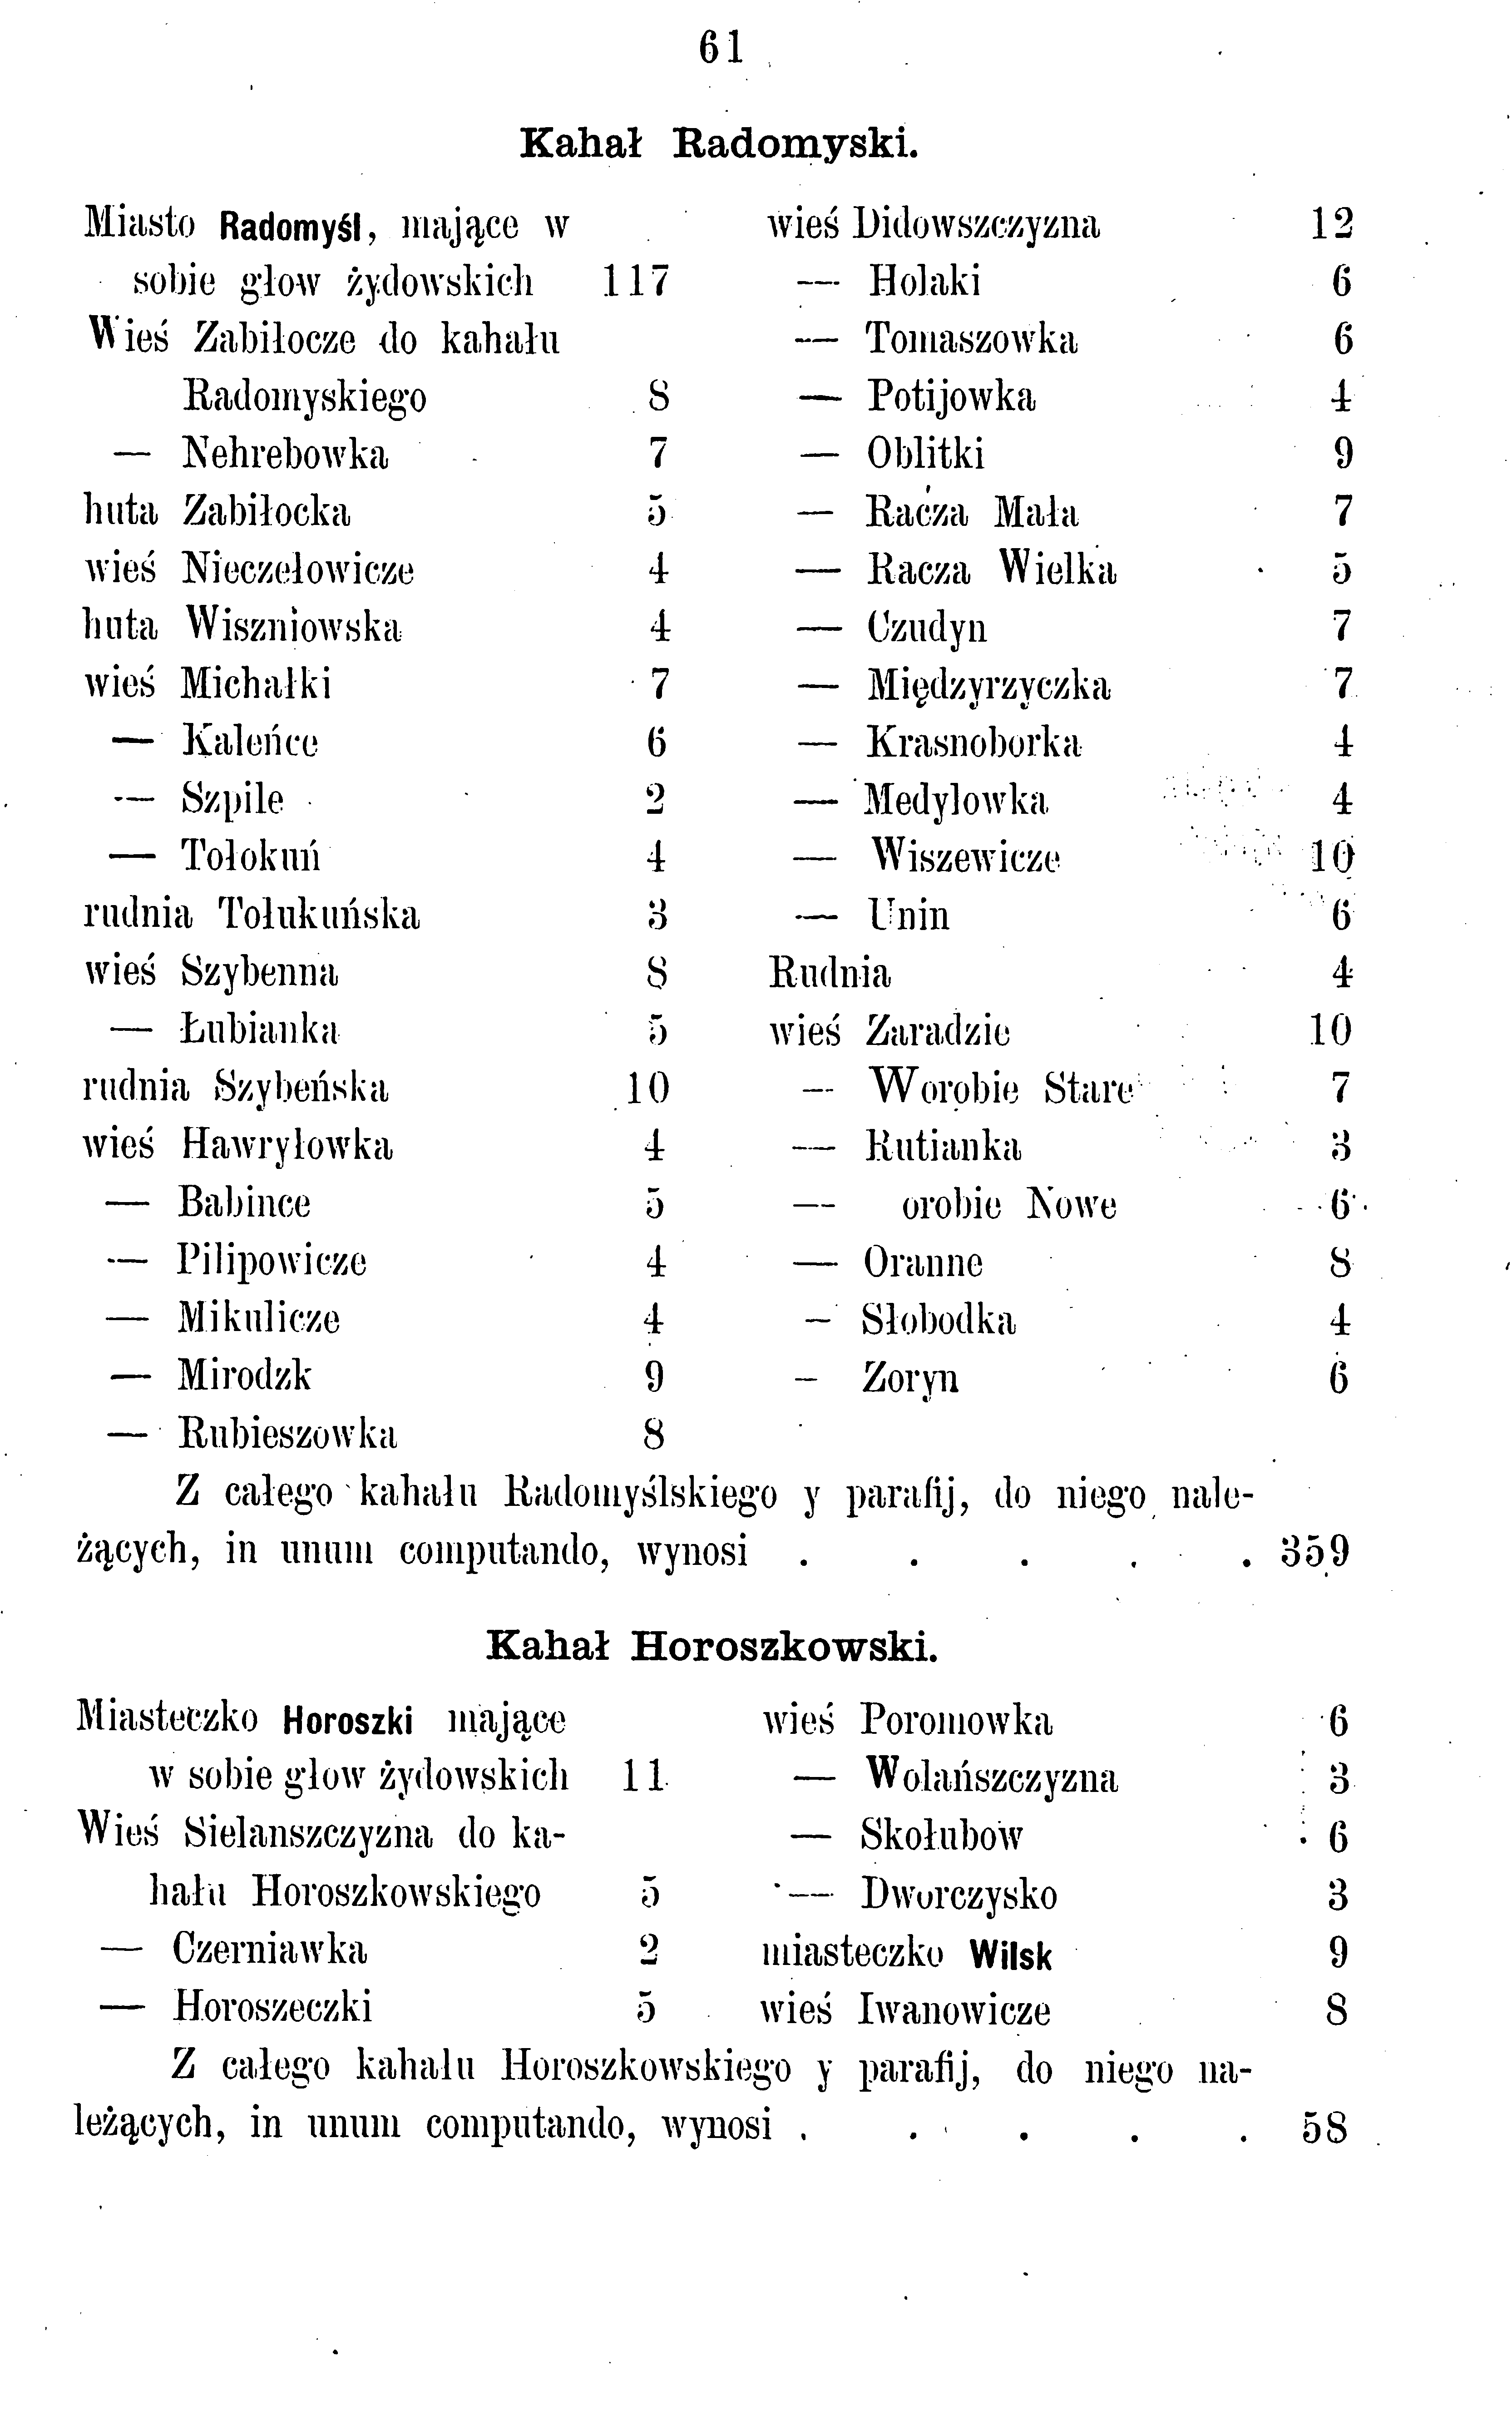 61
Kahał Radomyski.
Miasto Radomyśl, mające w
sobie głow żydowskich 117
Wieś Zabiłocze do kahału
Radomyskiego 8
— Nehrebowka 7
huta Zabiłocka 5
wieś Nieczełowicze 4
huta Wiszniowska 4
wieś Michałki 7
— Kaleńce 6
— Szpile 2
— Tołokuń 4
rudnia Tołukuńska 3
wieś Szybenna 8
— Łubianka 5
rudnia Szybeńska 10
wieś Hawryłowka 4
— Babince 5
— Pilipowicze 4
— Mikulicze 4
— Mirodzk 9
— Rubieszowka 8
wieś Didowszczyzna 12
— Holaki 6
— Tomaszowka 6
— Potijowka 4
— Oblitki 9
— Racza Mała 7
— Racza Wielka 5
— Czudyn 7
— Międzyrzyczka 7
— Krasnoborka 4
— Medylowka 4
— Wiszewicze 10
— Unin 6
Rudnia 4
wieś Zaradzie 10
— Worobie Stare 7
— Rutianka 3
— orobie Nowe 6
— Oranne 8
— Słobodka 4
— Zoryn 6
Z całego kahału Radomyślskiego y parafij, do niego nale-
żących, in unum computando, wynosi . . . . . 359
Kahał Horoszkowski.
Miasteczko Horoszki mające
w sobie głow żydowskich 11
Wieś Sielanszczyzna do ka-
hału Horoszkowskiego 5
— Czerniawka 2
— Horoszeczki 5
wieś Poromowka 6
— Wolańszczyzna 3
— Skołubow 6
— Dworczysko 3
miasteczko Wilsk 9
wieś Iwanowicze 8
Z całego kahału Horoszkowskiego y parafij, do niego na-
leżących, in unum computando, wynosi . . . . . 58